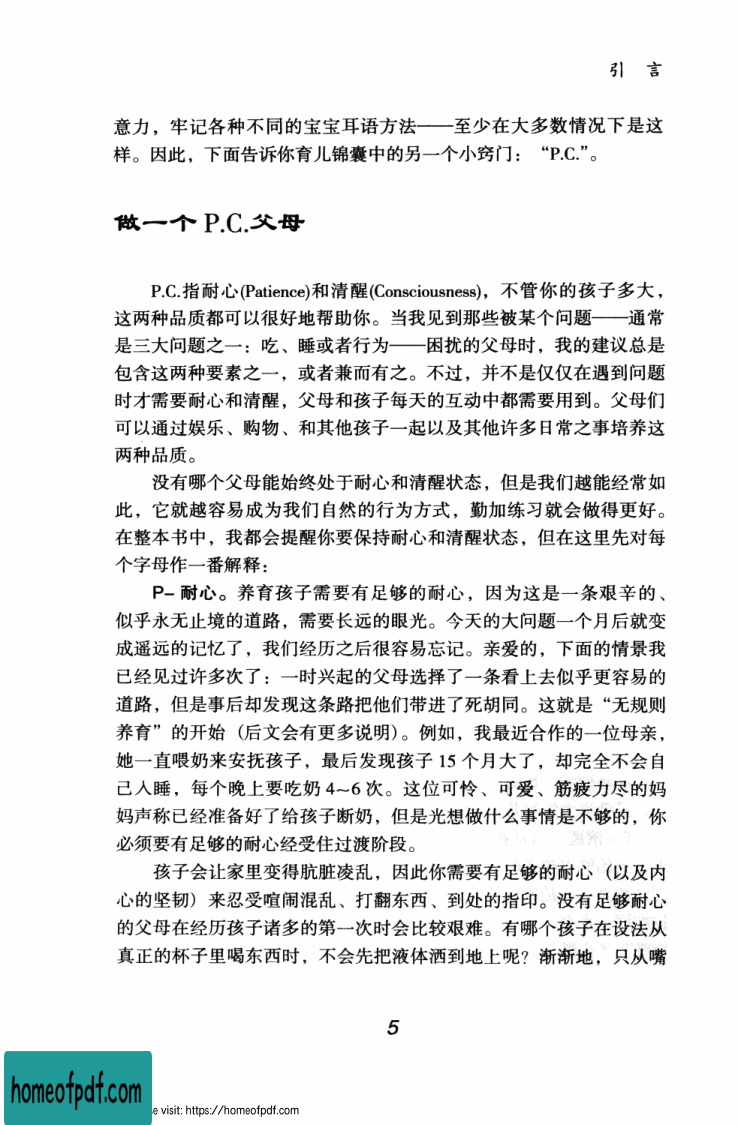 引 言
意力，牢记各种不同的宝宝耳语方法——至少在大多数情况下是这
样。因此，下面告诉你育儿锦囊中的另一个小窍门：“P.C.”。
做一个 P.C.父母
P.C.指耐心(Patience)和清醒(Consciousness)，不管你的孩子多大，
这两种品质都可以很好地帮助你。当我见到那些被某个问题——通常
是三大问题之一：吃、睡或者行为——困扰的父母时，我的建议总是
包含这两种要素之一，或者兼而有之。不过，并不是仅仅在遇到问题
时才需要耐心和清醒，父母和孩子每天的互动中都需要用到。父母们
可以通过娱乐、购物、和其他孩子一起以及其他许多日常之事培养这
两种品质。
没有哪个父母能始终处于耐心和清醒状态，但是我们越能经常如
此，它就越容易成为我们自然的行为方式，勤加练习就会做得更好。
在整本书中，我都会提醒你要保持耐心和清醒状态，但在这里先对每
个字母作一番解释：
P– 耐心。养育孩子需要有足够的耐心，因为这是一条艰辛的、
似乎永无止境的道路，需要长远的眼光。今天的大问题一个月后就变
成遥远的记忆了，我们经历之后很容易忘记。亲爱的，下面的情景我
已经见过许多次了：一时兴起的父母选择了一条看上去似乎更容易的
道路，但是事后却发现这条路把他们带进了死胡同。这就是“无规则
养育”的开始（后文会有更多说明）。例如，我最近合作的一位母亲，
她一直喂奶来安抚孩子，最后发现孩子 15 个月大了，却完全不会自
己入睡，每个晚上要吃奶 4~6 次。这位可怜、可爱、筋疲力尽的妈
妈声称已经准备好了给孩子断奶，但是光想做什么事情是不够的，你
必须要有足够的耐心经受住过渡阶段。
孩子会让家里变得肮脏凌乱，因此你需要有足够的耐心（以及内
心的坚韧）来忍受喧闹混乱、打翻东西、到处的指印。没有足够耐心
的父母在经历孩子诸多的第一次时会比较艰难。有哪个孩子在设法从
真正的杯子里喝东西时，不会先把液体洒到地上呢？渐渐地，只从嘴
5
homeofpdf.com
e visit: https://homeofpdf.com